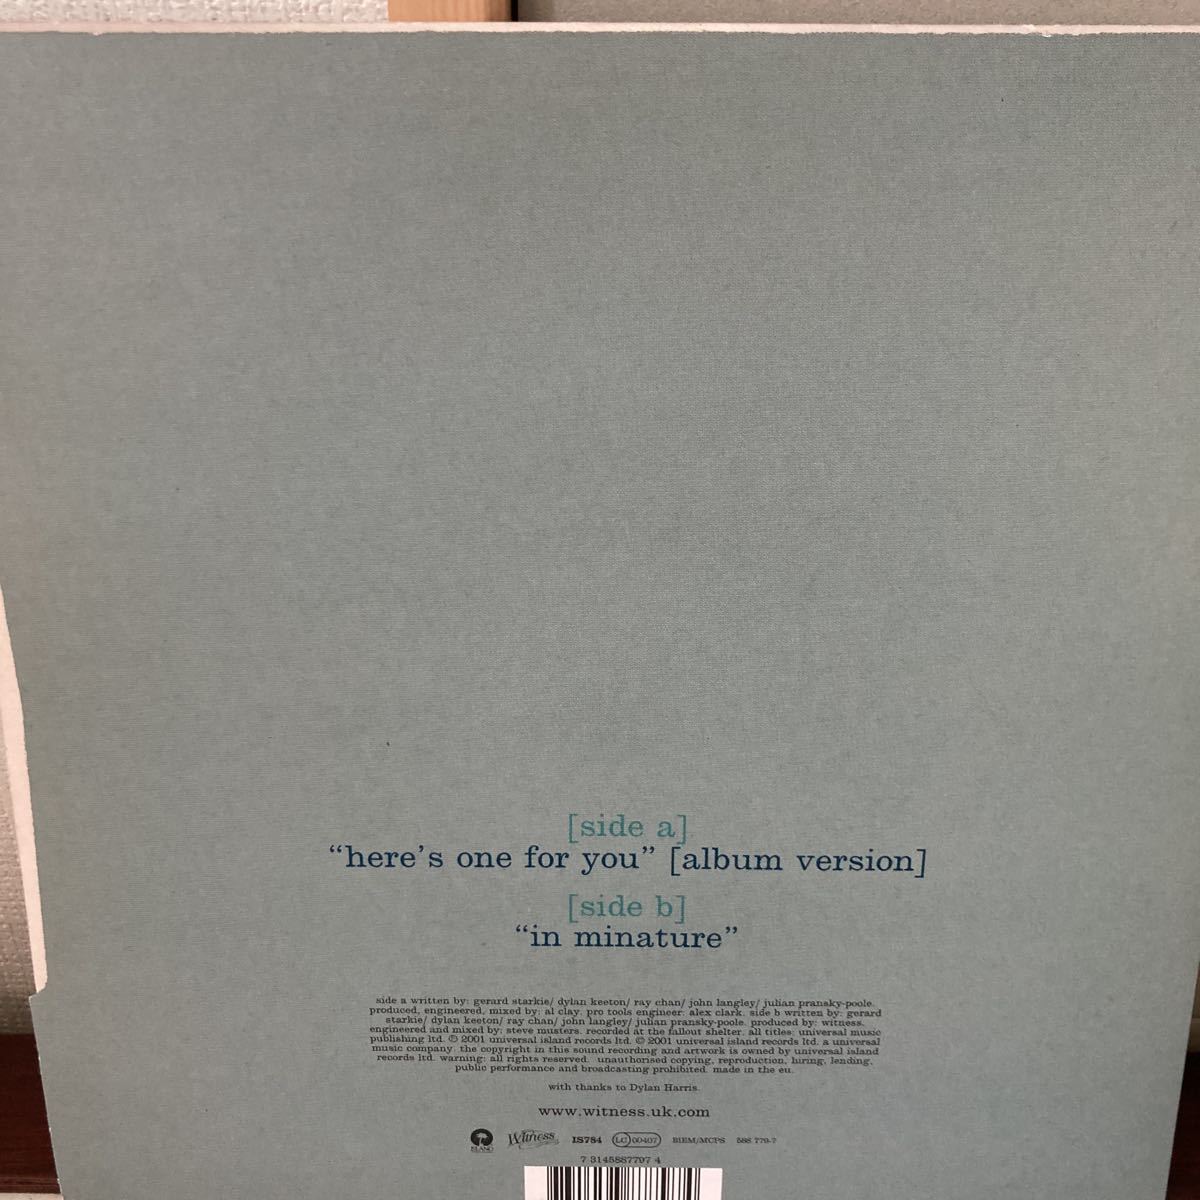 [side a]
“here's one for you” [album version]
[side b]
“in minature”
side a written by: gerard starkie/ dylan keeton/ ray chan/ john langley/ julian pransky-poole.
produced, engineered, mixed by: al clay. pro tools engineer: alex clark. side b written by: gerard
starkie/ dylan keeton/ ray chan/ john langley/ julian pransky-poole. produced by: witness.
engineered and mixed by: steve musters. recorded at the fallout shelter. all titles: universal music
publishing ltd. ℗ 2001 universal island records ltd. © 2001 universal island records ltd. a universal
music company. the copyright in this sound recording and artwork is owned by universal island
records ltd. warning: all rights reserved. unauthorised copying, reproduction, hiring, lending,
public performance and broadcasting prohibited. made in the eu.
with thanks to Dylan Harris.
www.witness.uk.com
ISLAND Witness IS784 LC 00407 BIEM/MCPS 588 779-7
7 3145887797 4